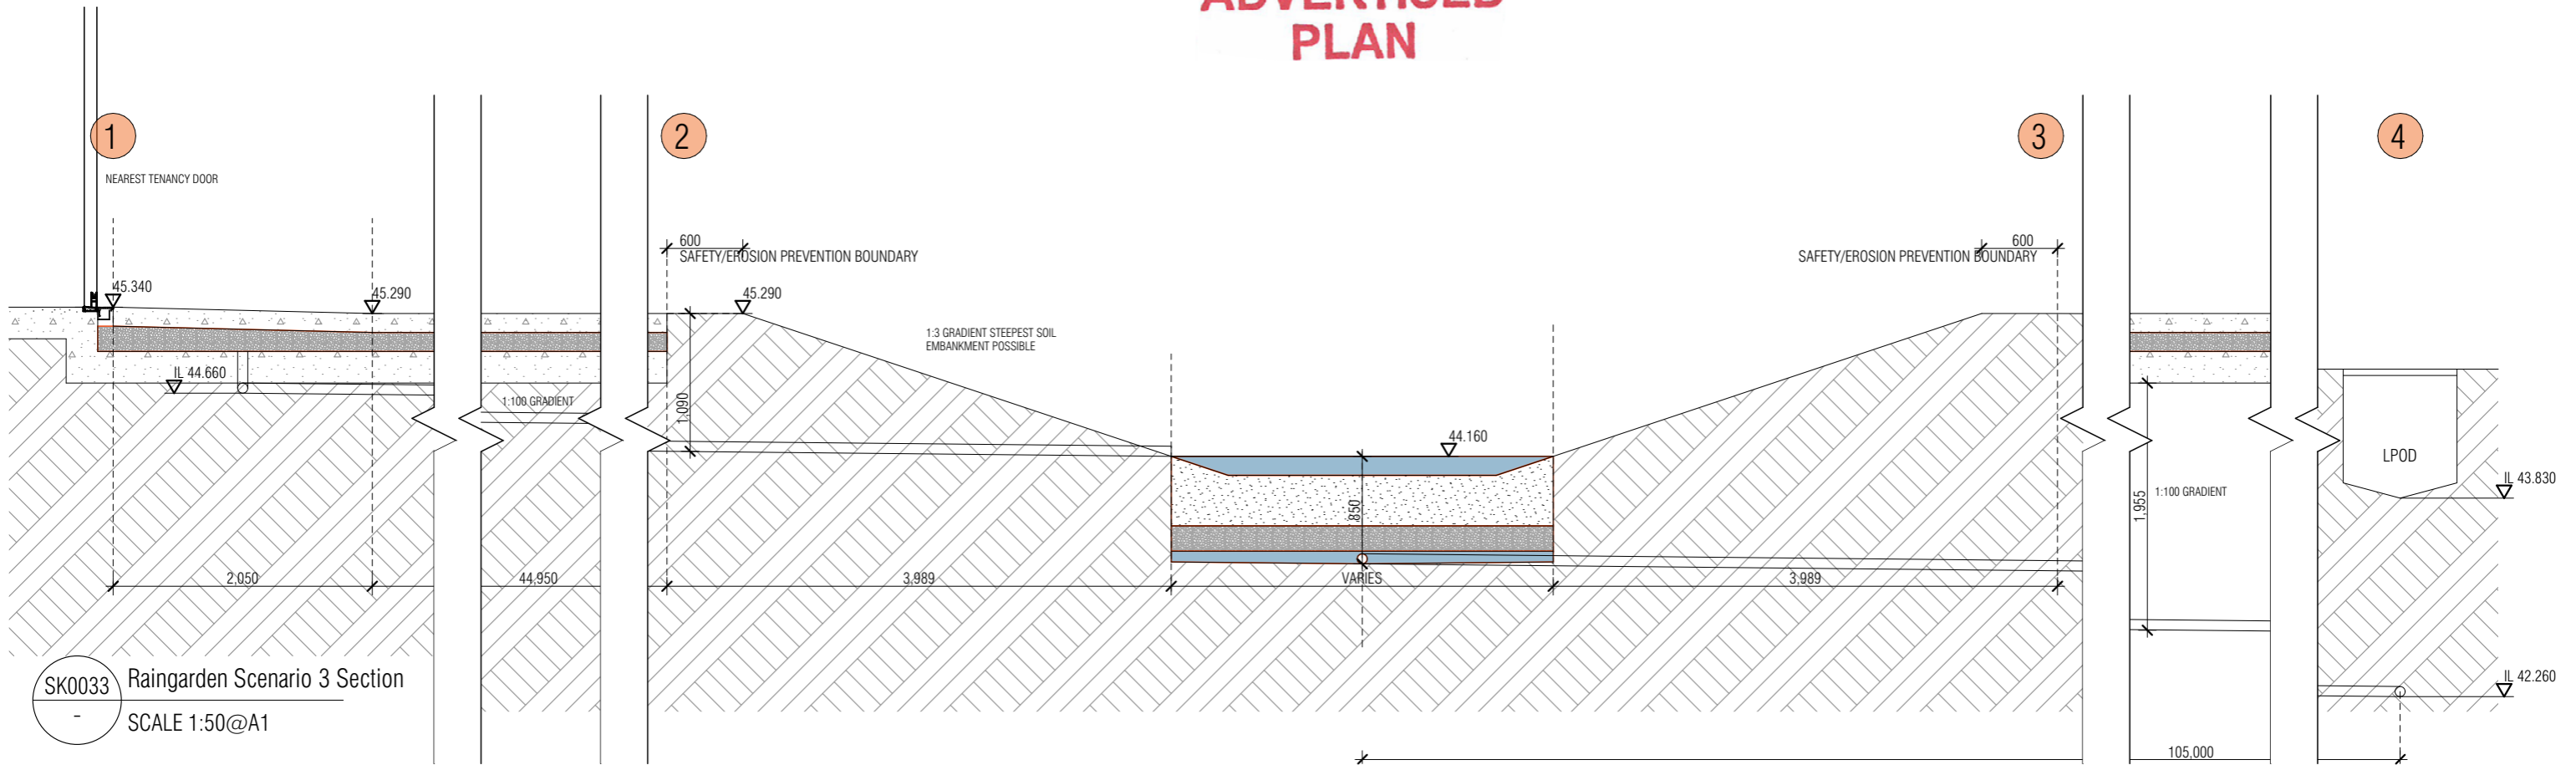 ADVERTISED
PLAN
1
2
3
4
NEAREST TENANCY DOOR
600
SAFETY/EROSION PREVENTION BOUNDARY
600
SAFETY/EROSION PREVENTION BOUNDARY
45.340
45.290
45.290
1:3 GRADIENT STEEPEST SOIL
EMBANKMENT POSSIBLE
IL 44.660
1:100 GRADIENT
1,090
44.160
850
LPOD
IL 43.830
1:100 GRADIENT
1,955
2,050
44,950
3,989
VARIES
3,989
IL 42.260
SK0033
-
Raingarden Scenario 3 Section
SCALE 1:50@A1
105,000